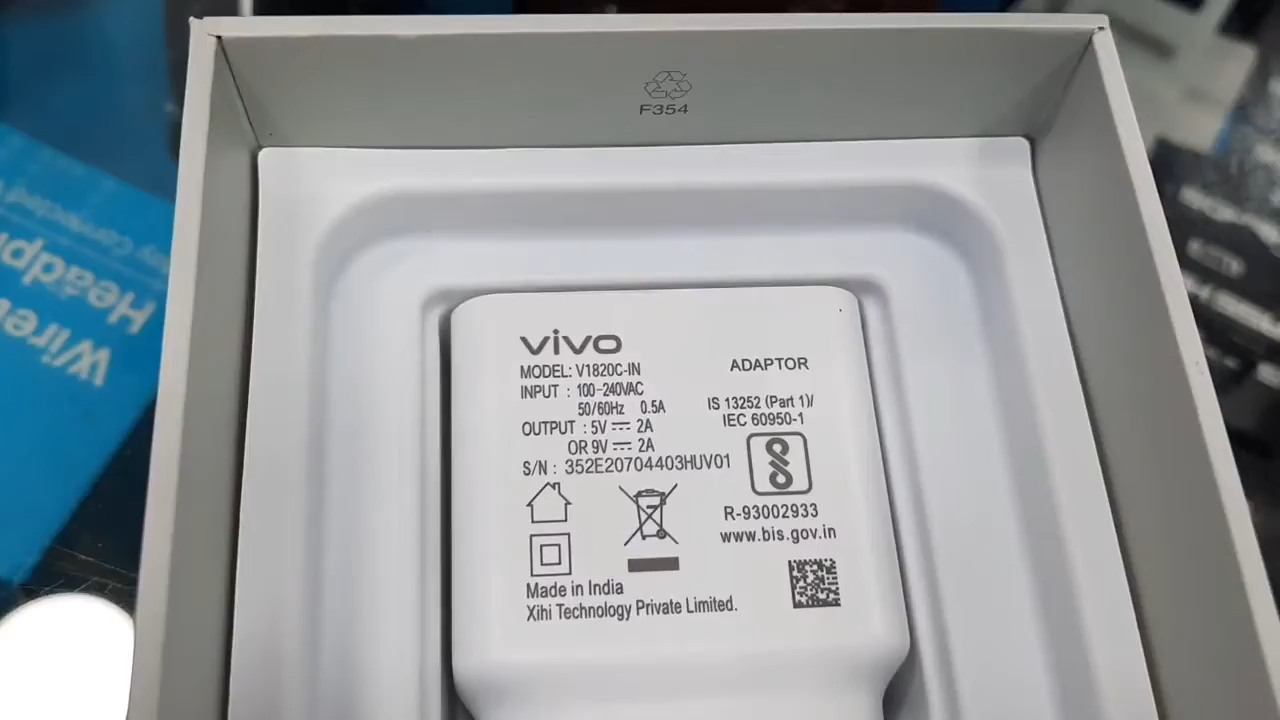 F354
vivo
MODEL: V1820C-IN
ADAPTOR
INPUT : 100-240VAC
50/60Hz 0.5A
OUTPUT : 5V ⎓ 2A
OR 9V ⎓ 2A
S/N : 352E20704403HUV01
IS 13252 (Part 1)/
IEC 60950-1
R-93002933
www.bis.gov.in
Made in India
Xihi Technology Private Limited.
Wired
Headp